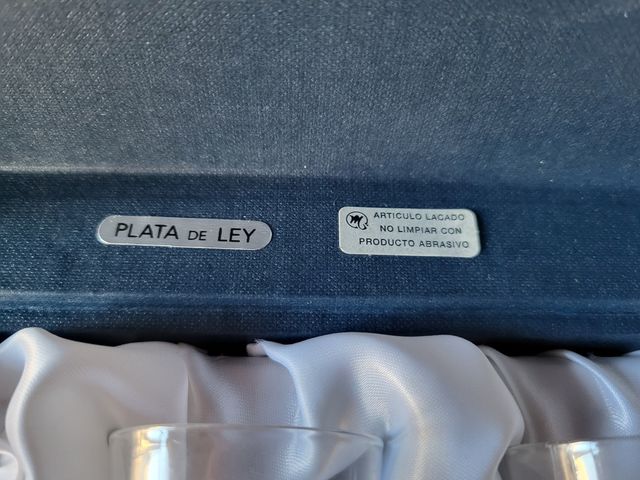 PLATA DE LEY
ARTICULO LACADO
NO LIMPIAR CON
PRODUCTO ABRASIVO